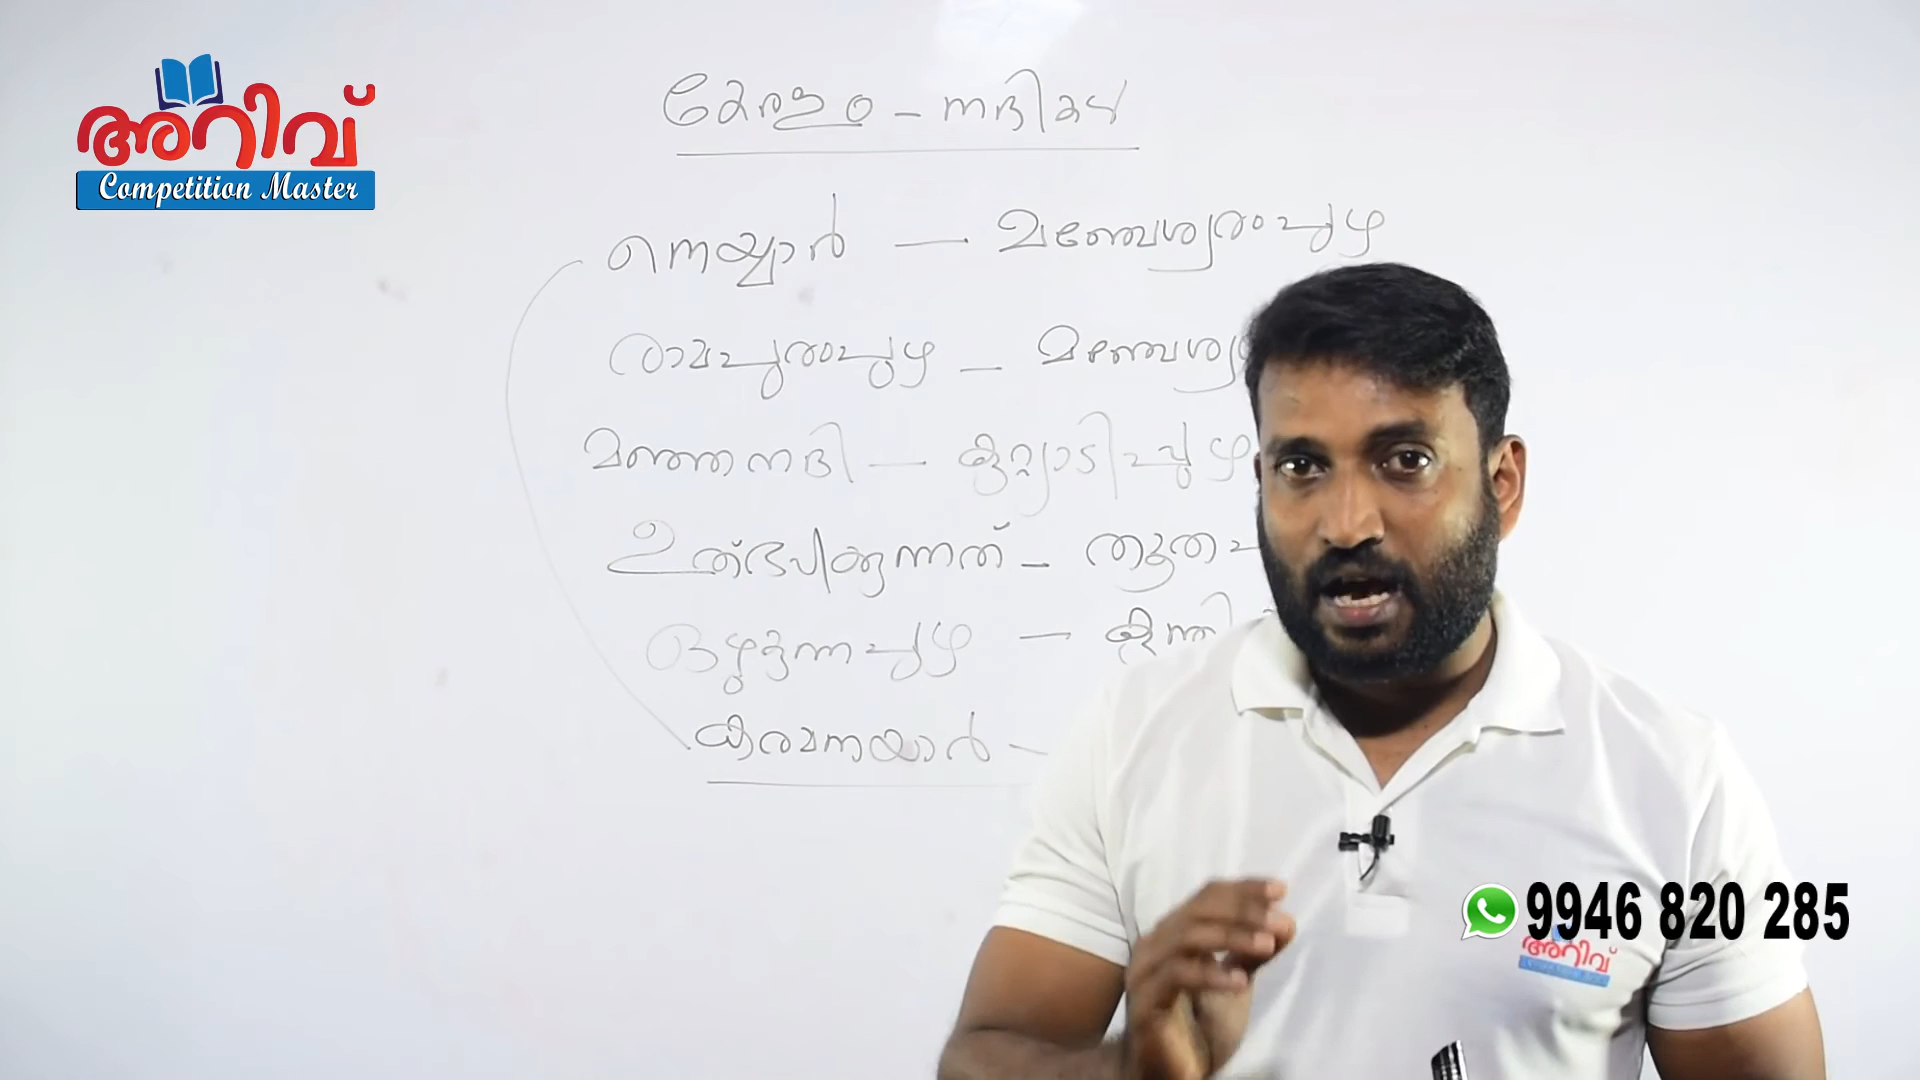 അറിവ്
Competition Master
കേരളം - നദികൾ
നെയ്യാർ — മഞ്ചേശ്വരംപുഴ
രാമപുരംപുഴ - മഞ്ചേശ്വ
മഞ്ഞനദി — കുറ്റ്യാടിപ്പുഴ
ഉത്ഭവിക്കുന്നത് - തൂത
ഒഴുകുന്നപുഴ — കുന്തി
9946 820 285
അറിവ്